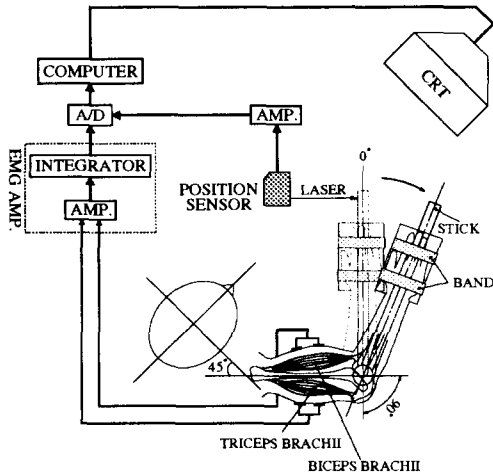 COMPUTER
CRT
A/D
AMP.
EMG AMP.
INTEGRATOR
AMP.
POSITION
SENSOR
LASER
0°
STICK
BAND
45°
90°
TRICEPS BRACHII
BICEPS BRACHII